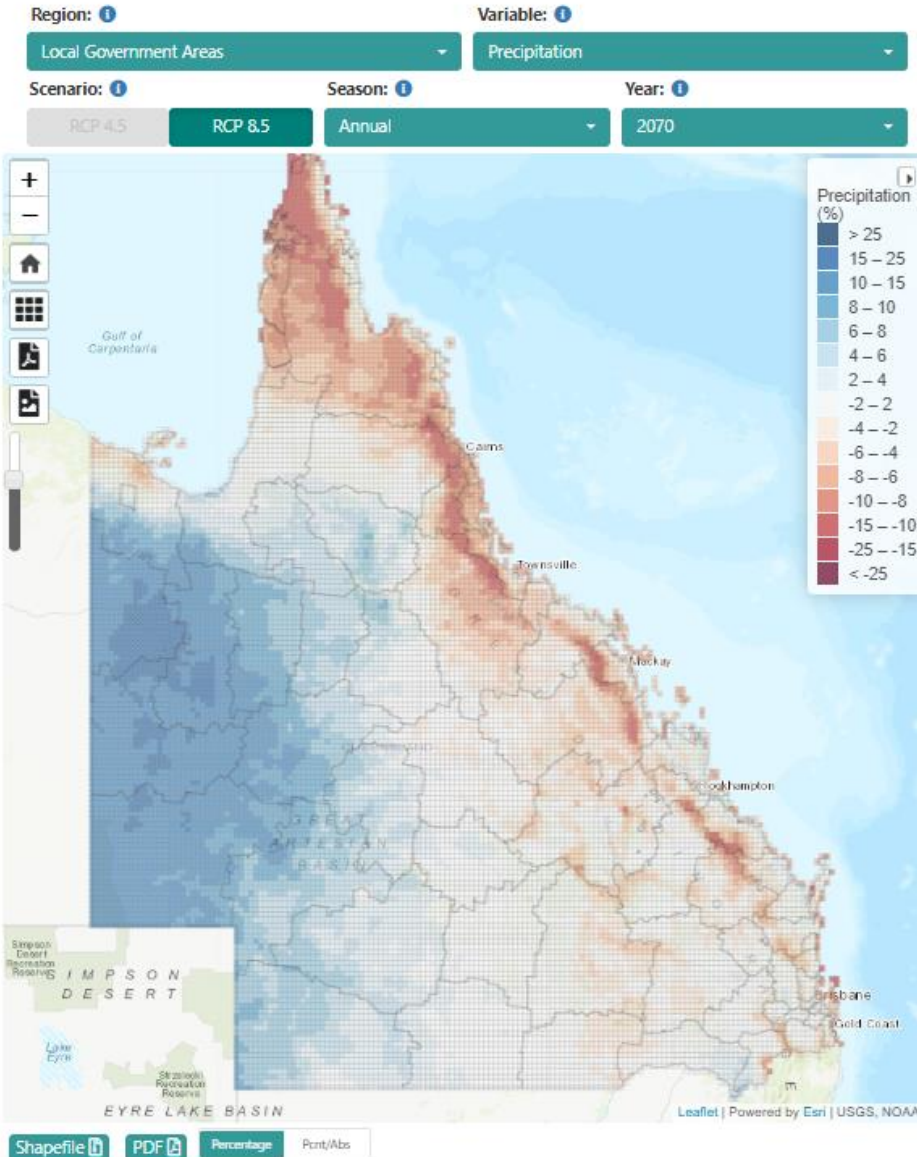 Region:
Variable:
Local Government Areas
Precipitation
Scenario:
Season:
Year:
RCP 4.5
RCP 8.5
Annual
2070
+
−
Precipitation
(%)
> 25
15 – 25
10 – 15
8 – 10
6 – 8
4 – 6
2 – 4
-2 – 2
-4 – -2
-6 – -4
-8 – -6
-10 – -8
-15 – -10
-25 – -15
< -25
Gulf of
Carpentaria
Cairns
Townsville
Mackay
ockhampton
GREAT
ARTESIAN
BASIN
Simpson
Desert
Recreation
Reserve
SIMPSON
DESERT
Brisbane
Gold Coast
Lake
Eyre
Strzelecki
Recreation
Reserve
EYRE LAKE BASIN
Leaflet | Powered by Esri | USGS, NOAA
Shapefile
PDF
Percentage
Pcnt/Abs